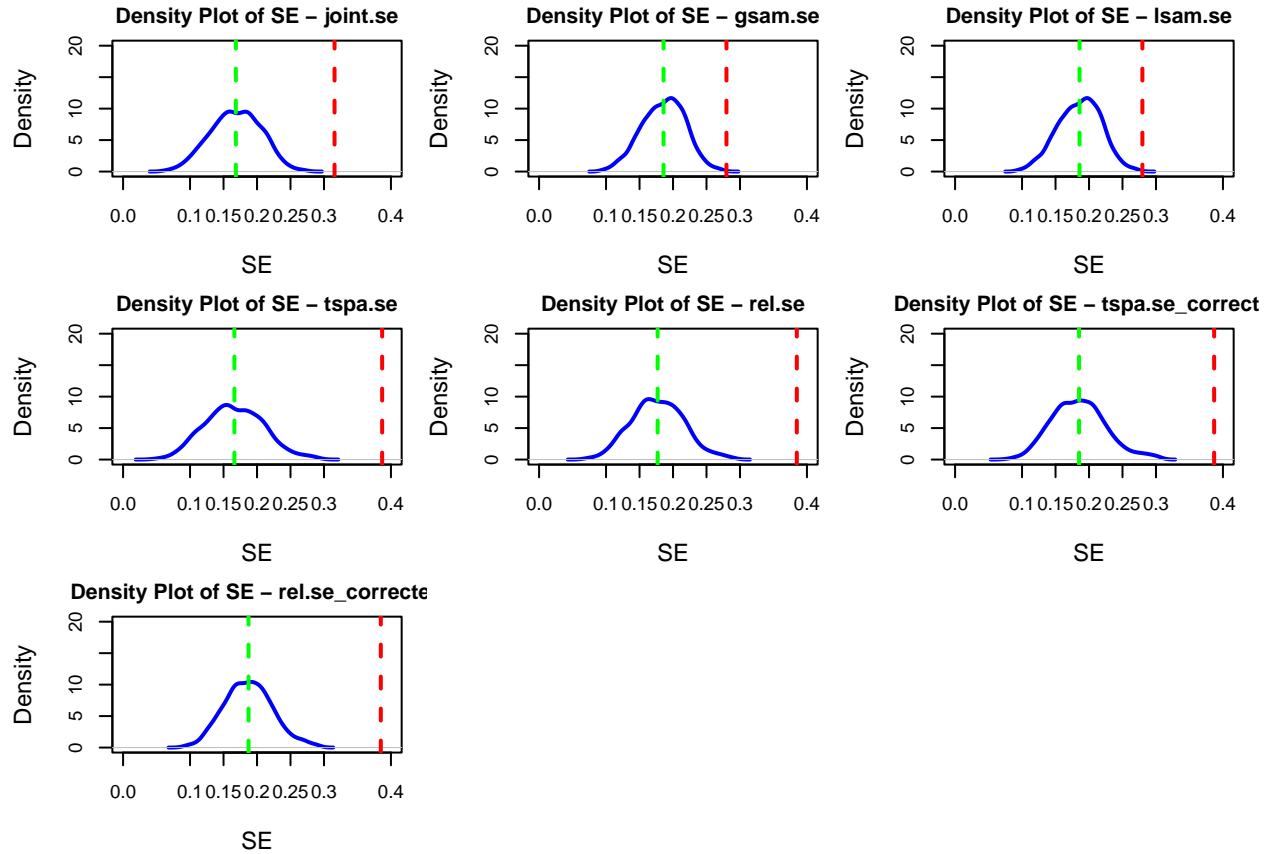 Density Plot of SE − joint.se
Density
0 5 10 20
0.0 0.1 0.15 0.2 0.25 0.3 0.4
SE
Density Plot of SE − gsam.se
Density
0 5 10 20
0.0 0.1 0.15 0.2 0.25 0.3 0.4
SE
Density Plot of SE − lsam.se
Density
0 5 10 20
0.0 0.1 0.15 0.2 0.25 0.3 0.4
SE
Density Plot of SE − tspa.se
Density
0 5 10 20
0.0 0.1 0.15 0.2 0.25 0.3 0.4
SE
Density Plot of SE − rel.se
Density
0 5 10 20
0.0 0.1 0.15 0.2 0.25 0.3 0.4
SE
Density Plot of SE − tspa.se_correct
Density
0 5 10 20
0.0 0.1 0.15 0.2 0.25 0.3 0.4
SE
Density Plot of SE − rel.se_correcte
Density
0 5 10 20
0.0 0.1 0.15 0.2 0.25 0.3 0.4
SE